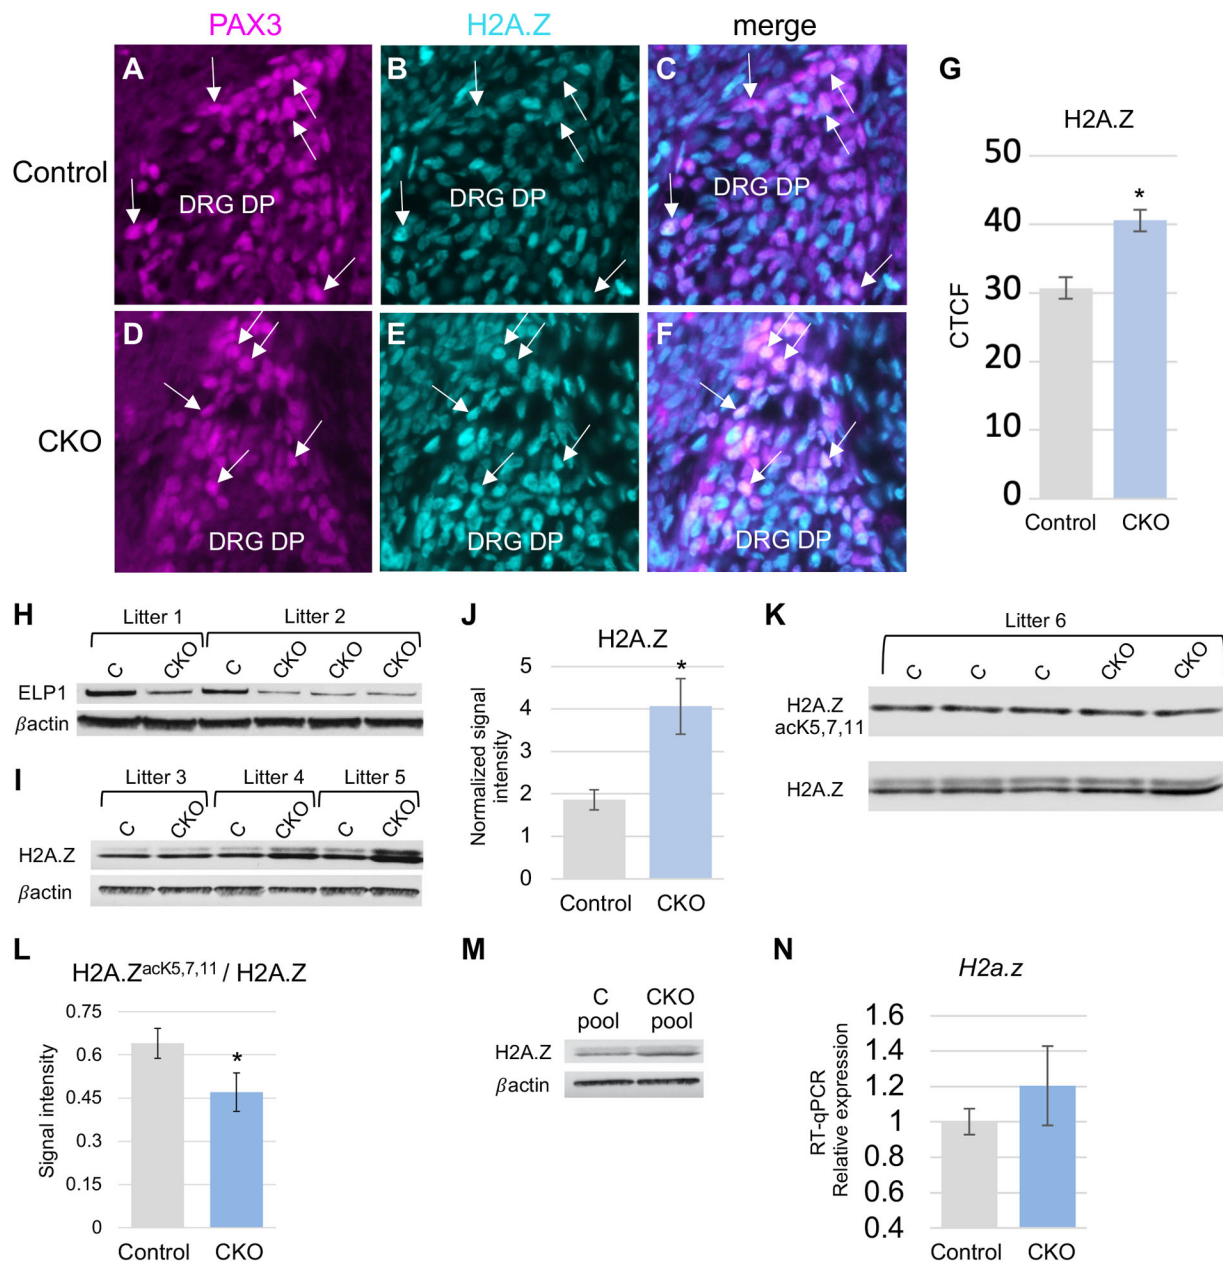 PAX3 H2A.Z merge
Control
A
DRG DP
B
DRG DP
C
DRG DP
CKO
D
DRG DP
E
DRG DP
F
DRG DP
G
H2A.Z
50
40
30
20
10
0
CTCF
*
Control CKO
H
Litter 1 Litter 2
C CKO C CKO CKO CKO
ELP1
βactin
I
Litter 3 Litter 4 Litter 5
C CKO C CKO C CKO
H2A.Z
βactin
J
H2A.Z
Normalized signal
intensity
5
4
3
2
1
0
*
Control CKO
K
Litter 6
C C C CKO CKO
H2A.Z
acK5,7,11
H2A.Z
L
H2A.ZacK5,7,11 / H2A.Z
Signal intensity
0.75
0.6
0.45
0.3
0.15
0
*
Control CKO
M
C CKO
pool pool
H2A.Z
βactin
N
H2a.z
RT-qPCR
Relative expression
1.6
1.4
1.2
1
0.8
0.6
0.4
Control CKO